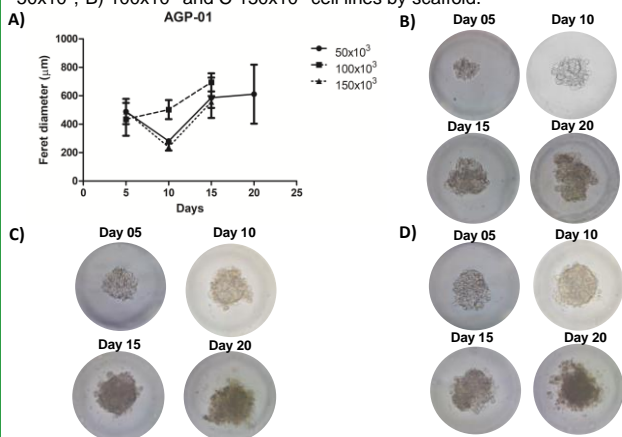 50x10³ , B) 100x10³ and C 150x10³ cell lines by scaffold.
A)
AGP-01
Feret diameter (µm)
1000
800
600
400
200
0
0 5 10 15 20 25
Days
50x10³
100x10³
150x10³
B)
Day 05 Day 10
Day 15 Day 20
C)
Day 05 Day 10
Day 15 Day 20
D)
Day 05 Day 10
Day 15 Day 20